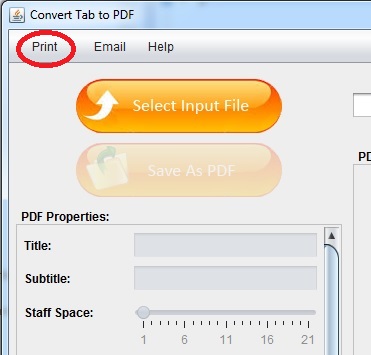 Convert Tab to PDF
Print Email Help
Select Input File
Save As PDF
PDF Properties:
Title:
Subtitle:
Staff Space:
1 6 11 16 21